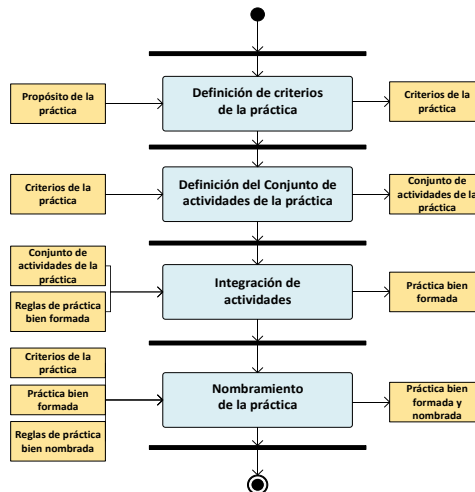 Propósito de la
práctica
Definición de criterios
de la práctica
Criterios de la
práctica
Criterios de la
práctica
Definición del Conjunto de
actividades de la práctica
Conjunto de
actividades de la
práctica
Conjunto de
actividades de la
práctica
Reglas de práctica
bien formada
Integración de
actividades
Práctica bien
formada
Criterios de la
práctica
Práctica bien
formada
Reglas de práctica
bien nombrada
Nombramiento
de la práctica
Práctica bien
formada y
nombrada